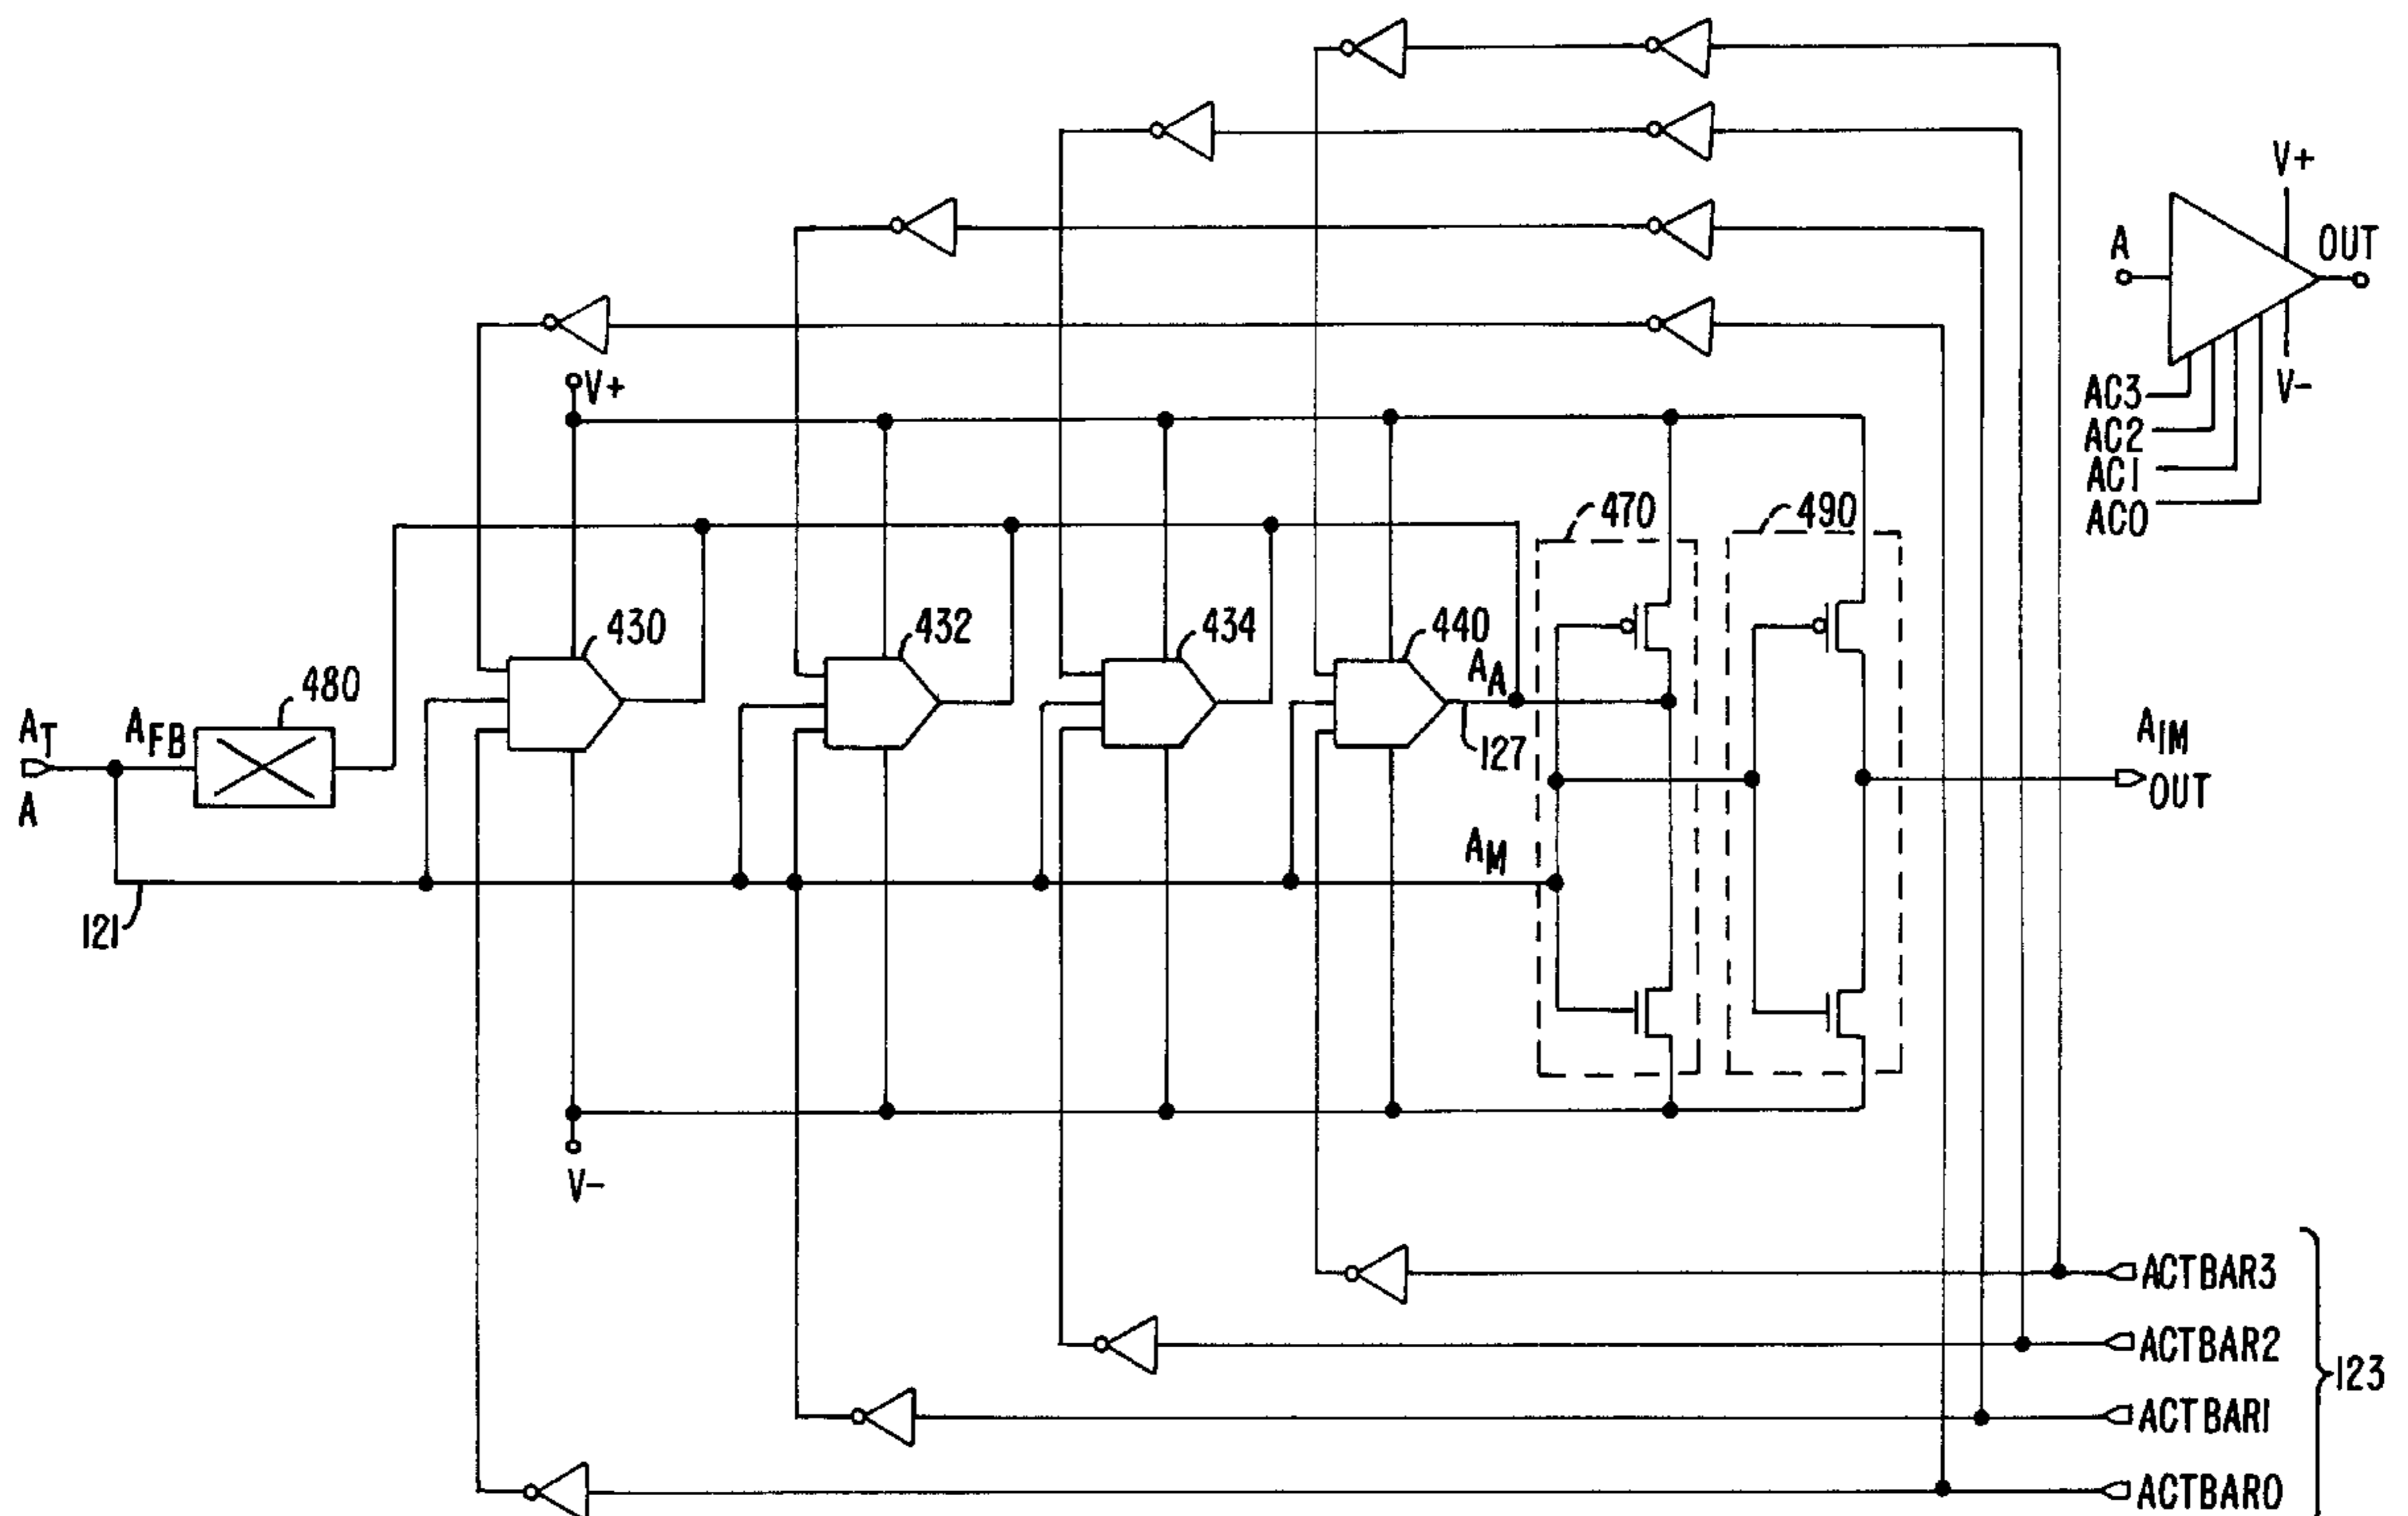 V+
A
OUT
V-
AC3
AC2
AC1
AC0
V+
470
490
430
432
434
440
480
AT
AFB
AA
127
AIM
OUT
A
AM
121
V-
ACTBAR3
ACTBAR2
123
ACTBAR1
ACTBAR0